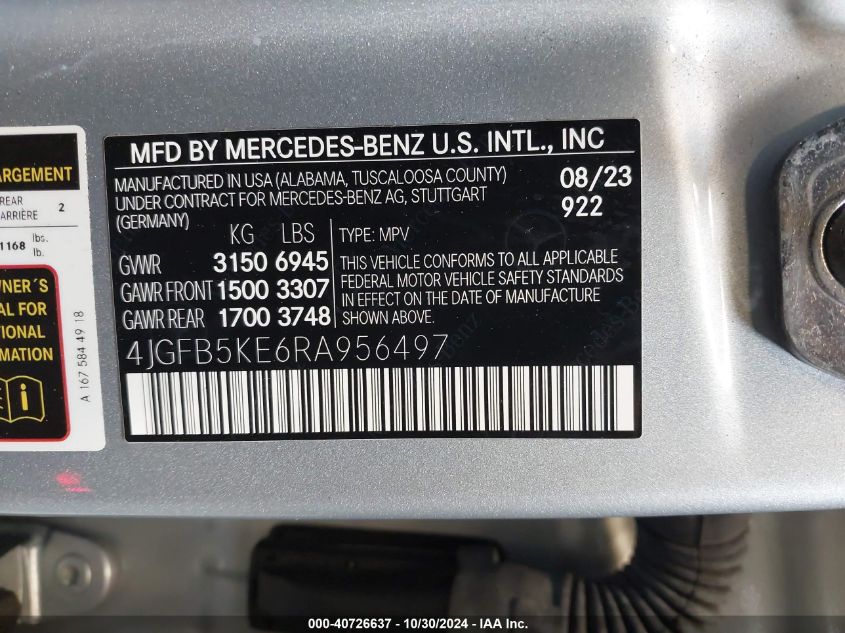 ARGEMENT
REAR
ARRIÈRE
2
1168 lbs.
lb.
WNER´S
AL FOR
TIONAL
MATION
A 167 584 49 18
MFD BY MERCEDES-BENZ U.S. INTL., INC
MANUFACTURED IN USA (ALABAMA, TUSCALOOSA COUNTY)
UNDER CONTRACT FOR MERCEDES-BENZ AG, STUTTGART
(GERMANY)
08/23
922
KG LBS
GVWR 3150 6945
GAWR FRONT 1500 3307
GAWR REAR 1700 3748
TYPE: MPV
THIS VEHICLE CONFORMS TO ALL APPLICABLE
FEDERAL MOTOR VEHICLE SAFETY STANDARDS
IN EFFECT ON THE DATE OF MANUFACTURE
SHOWN ABOVE.
4JGFB5KE6RA956497
000-40726637 - 10/30/2024 - IAA Inc.